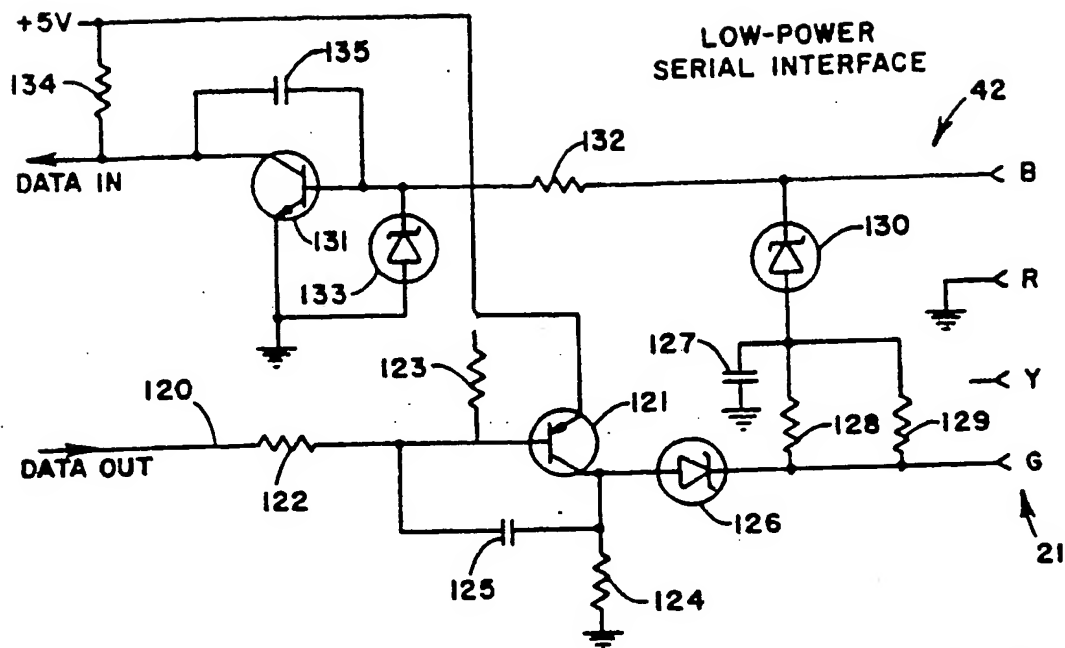 +5V
LOW-POWER
SERIAL INTERFACE
135
134
42
132
DATA IN
B
131
130
133
R
127
123
120
121
Y
128
129
DATA OUT
G
122
126
125
124
21